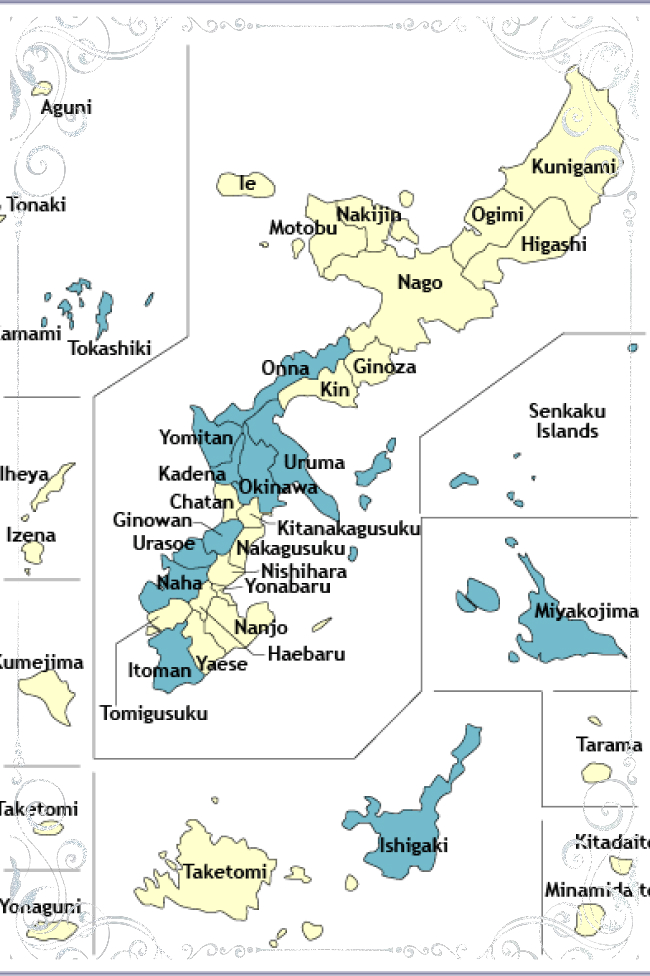 Aguni
Kunigami
Te
Tonaki
Nakijin
Ogimi
Motobu
Higashi
Nago
amami
Tokashiki
Onna
Ginoza
Kin
Senkaku
Islands
Yomitan
Uruma
Iheya
Kadena
Okinawa
Chatan
Ginowan
Kitanakagusuku
Izena
Urasoe
Nakagusuku
Nishihara
Naha
Yonabaru
Miyakojima
Nanjo
Haebaru
Kumejima
Itoman
Yaese
Tomigusuku
Tarama
Taketomi
Ishigaki
Kitadaito
Taketomi
Minamidaito
Yonaguni